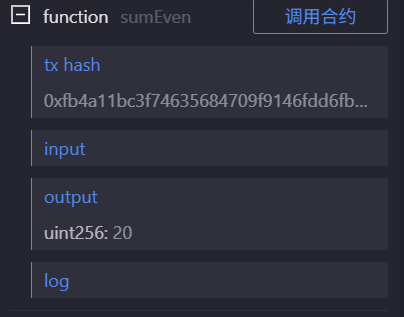 function sumEven 调用合约
tx hash
0xfb4a11bc3f74635684709f9146fdd6fb...
input
output
uint256: 20
log